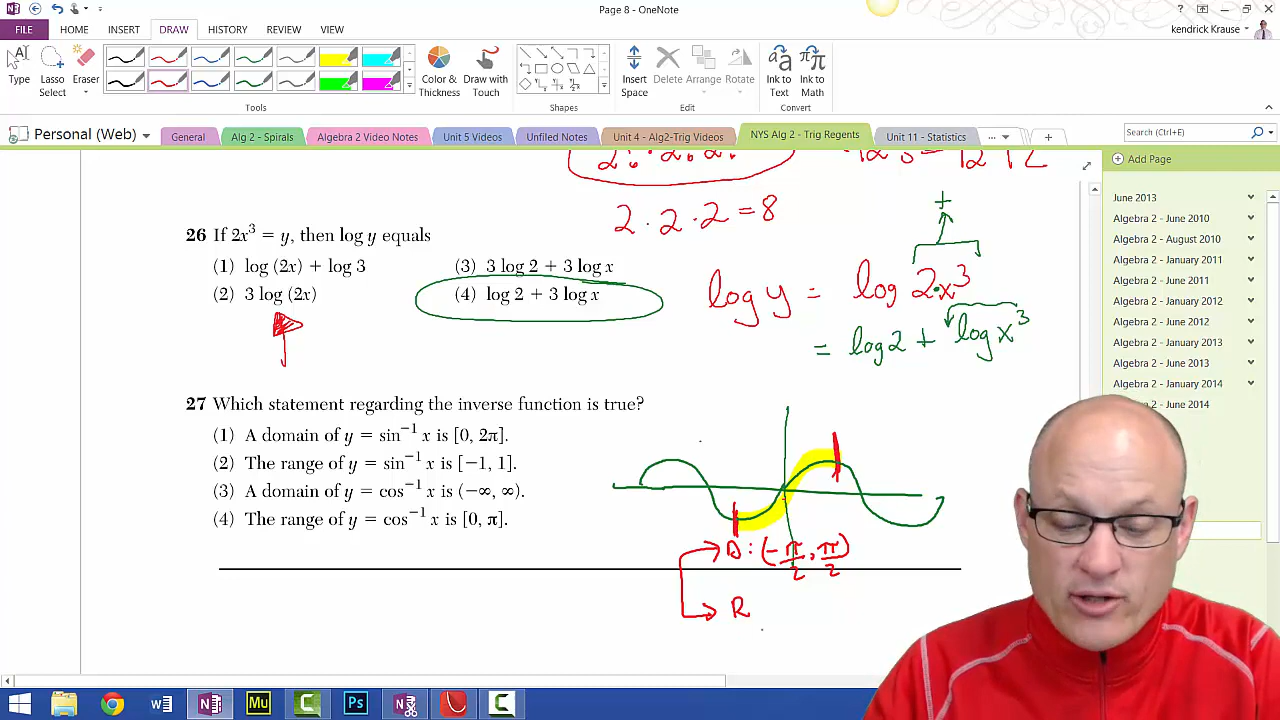 Page 8 - OneNote
FILE HOME INSERT DRAW HISTORY REVIEW VIEW
kendrick Krause
Type
Lasso Select
Eraser
Color & Thickness
Draw with Touch
Insert Space
Delete
Arrange
Rotate
Ink to Text
Ink to Math
Tools
Shapes
Edit
Convert
Personal (Web)
General
Alg 2 - Spirals
Algebra 2 Video Notes
Unit 5 Videos
Unfiled Notes
Unit 4 - Alg2-Trig Videos
NYS Alg 2 - Trig Regents
Unit 11 - Statistics
Search (Ctrl+E)
Add Page
June 2013
Algebra 2 - June 2010
Algebra 2 - August 2010
Algebra 2 - January 2011
Algebra 2 - June 2011
Algebra 2 - January 2012
Algebra 2 - June 2012
Algebra 2 - January 2013
Algebra 2 - June 2013
Algebra 2 - January 2014
- June 2014
2 · 2 · 2 = 8
+
26 If 2x³ = y, then log y equals
(1) log (2x) + log 3
(3) 3 log 2 + 3 log x
(2) 3 log (2x)
(4) log 2 + 3 log x
log y = log 2·x³
= log 2 + log x³
27 Which statement regarding the inverse function is true?
(1) A domain of y = sin⁻¹ x is [0, 2π].
(2) The range of y = sin⁻¹ x is [−1, 1].
(3) A domain of y = cos⁻¹ x is (−∞, ∞).
(4) The range of y = cos⁻¹ x is [0, π].
D: (-π/2, π/2)
R
Mu
Ps